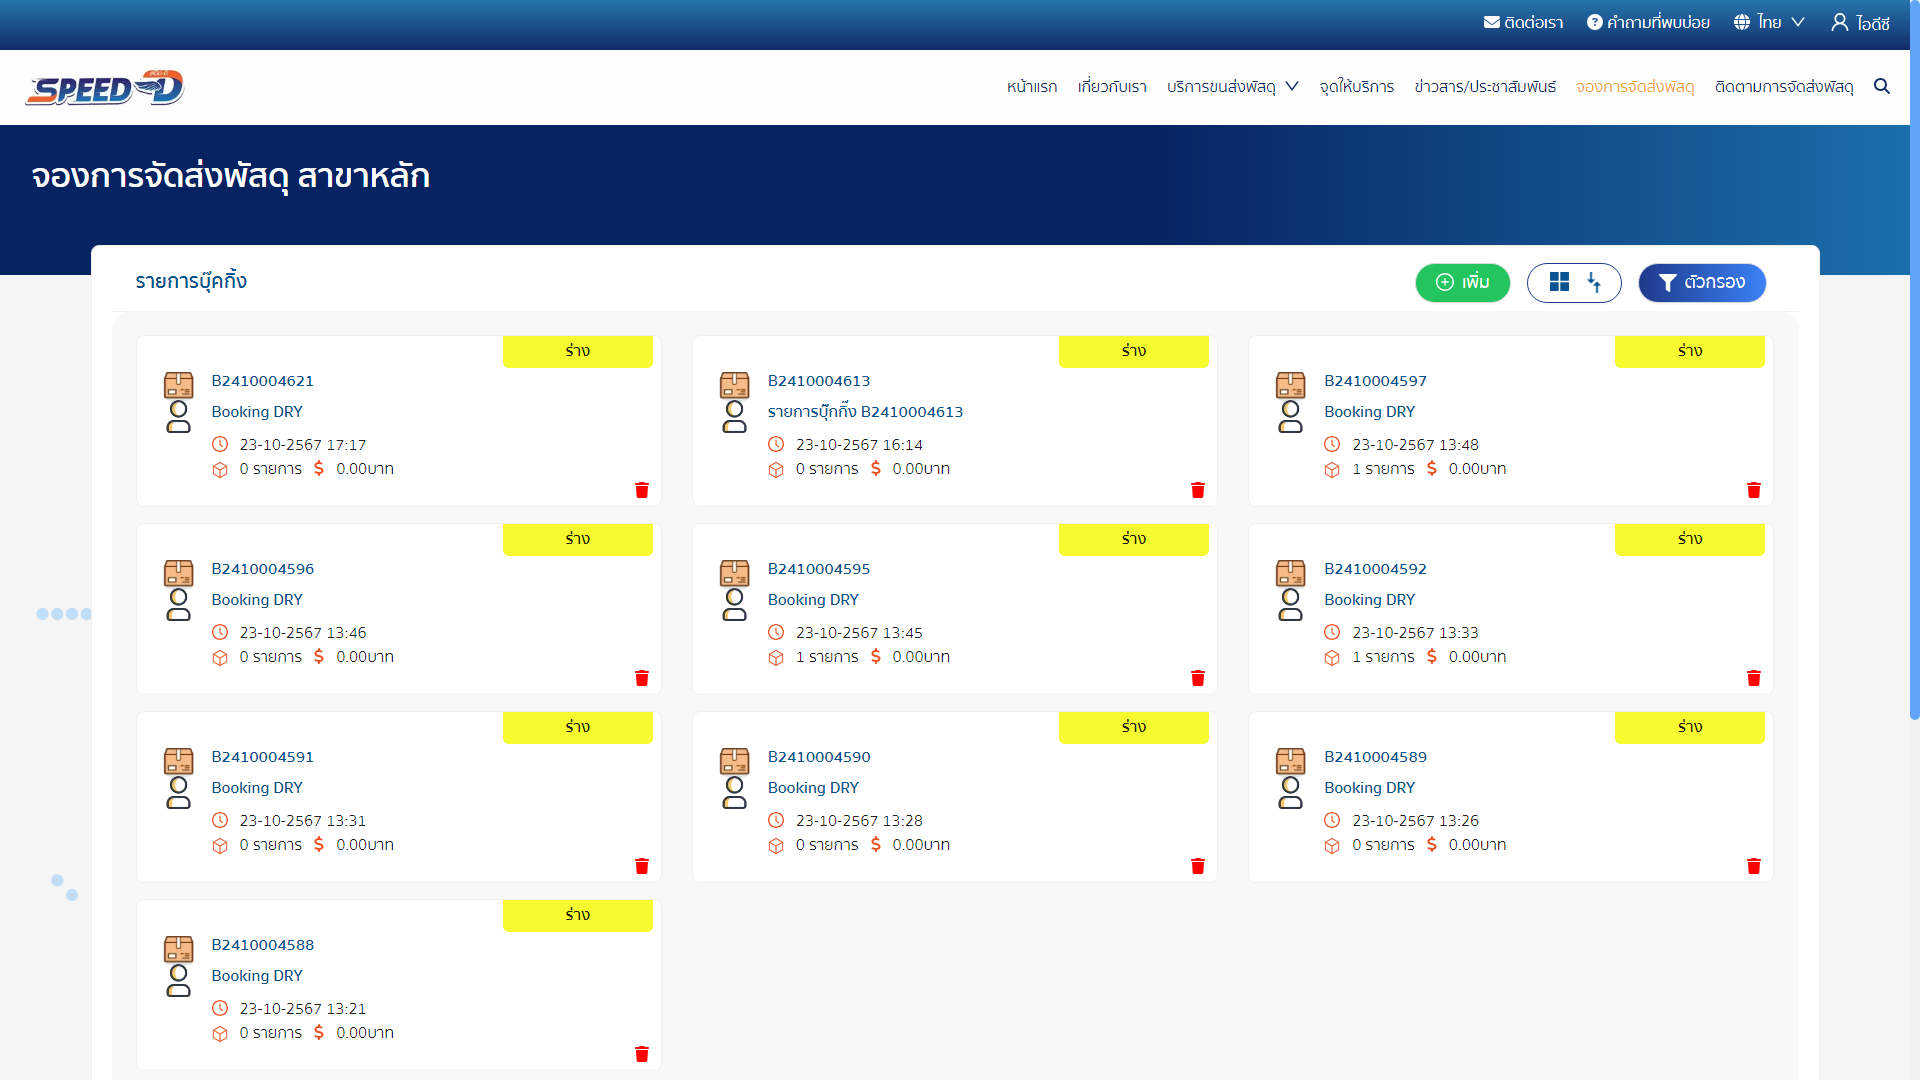 ติดต่อเรา คำถามที่พบบ่อย ไทย ไอดีซี
SPEED-D
หน้าแรก เกี่ยวกับเรา บริการขนส่งพัสดุ จุดให้บริการ ข่าวสาร/ประชาสัมพันธ์ จองการจัดส่งพัสดุ ติดตามการจัดส่งพัสดุ
จองการจัดส่งพัสดุ สาขาหลัก
รายการบุ๊คกิ้ง
เพิ่ม
ตัวกรอง
ร่าง
B2410004621
Booking DRY
23-10-2567 17:17
0 รายการ 0.00บาท
ร่าง
B2410004613
รายการบุ๊กกิ๊ง B2410004613
23-10-2567 16:14
0 รายการ 0.00บาท
ร่าง
B2410004597
Booking DRY
23-10-2567 13:48
1 รายการ 0.00บาท
ร่าง
B2410004596
Booking DRY
23-10-2567 13:46
0 รายการ 0.00บาท
ร่าง
B2410004595
Booking DRY
23-10-2567 13:45
1 รายการ 0.00บาท
ร่าง
B2410004592
Booking DRY
23-10-2567 13:33
1 รายการ 0.00บาท
ร่าง
B2410004591
Booking DRY
23-10-2567 13:31
0 รายการ 0.00บาท
ร่าง
B2410004590
Booking DRY
23-10-2567 13:28
0 รายการ 0.00บาท
ร่าง
B2410004589
Booking DRY
23-10-2567 13:26
0 รายการ 0.00บาท
ร่าง
B2410004588
Booking DRY
23-10-2567 13:21
0 รายการ 0.00บาท